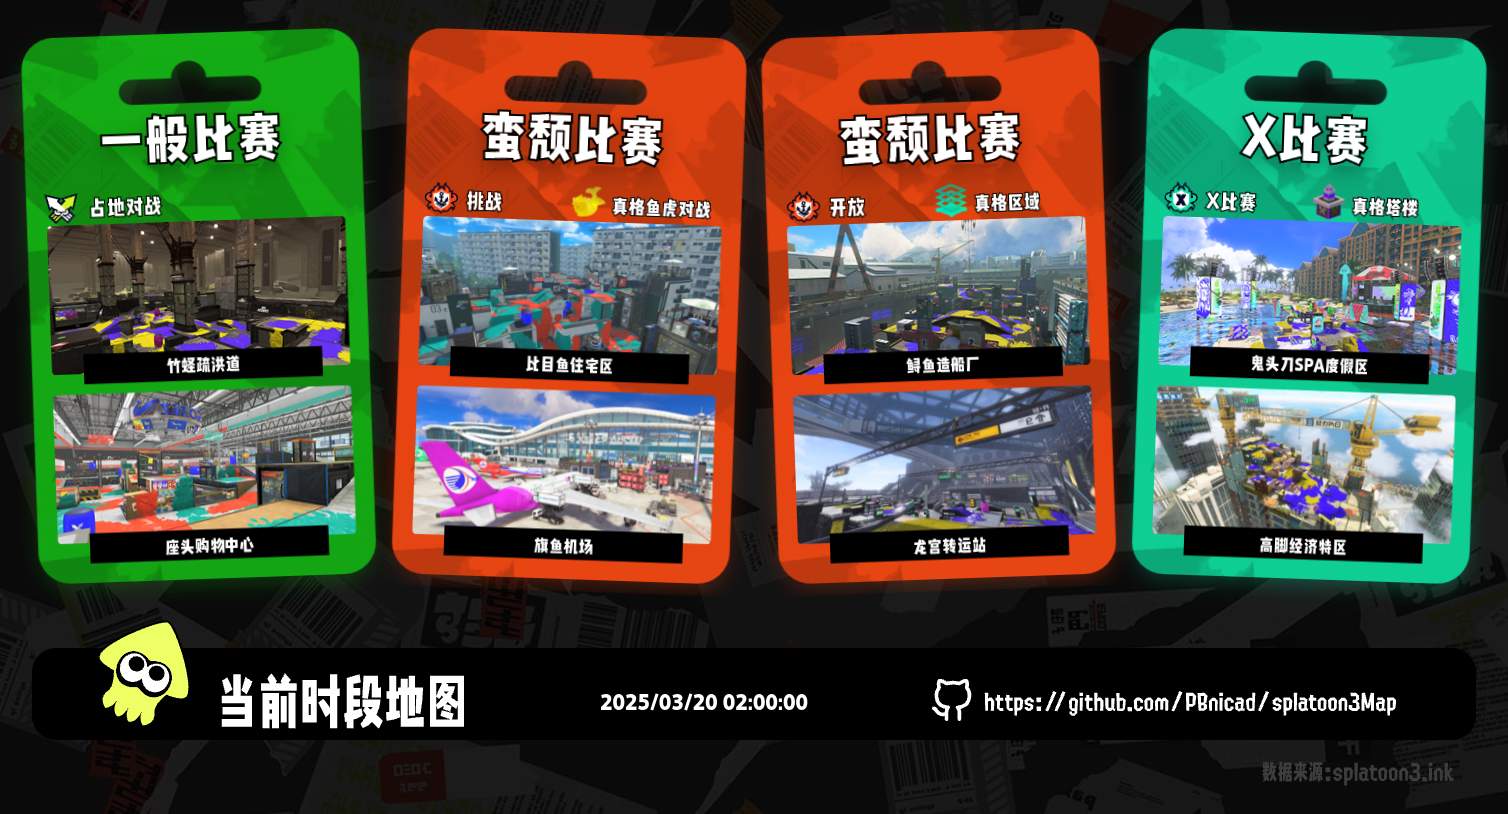 一般比赛
占地对战
竹蛏疏洪道
座头购物中心
蛮颓比赛
挑战
真格鱼虎对战
比目鱼住宅区
旗鱼机场
蛮颓比赛
开放
真格区域
鲟鱼造船厂
龙宫转运站
X比赛
X比赛
真格塔楼
鬼头刀SPA度假区
高脚经济特区
当前时段地图
2025/03/20 02:00:00
https://github.com/PBnicad/splatoon3Map
数据来源:splatoon3.ink